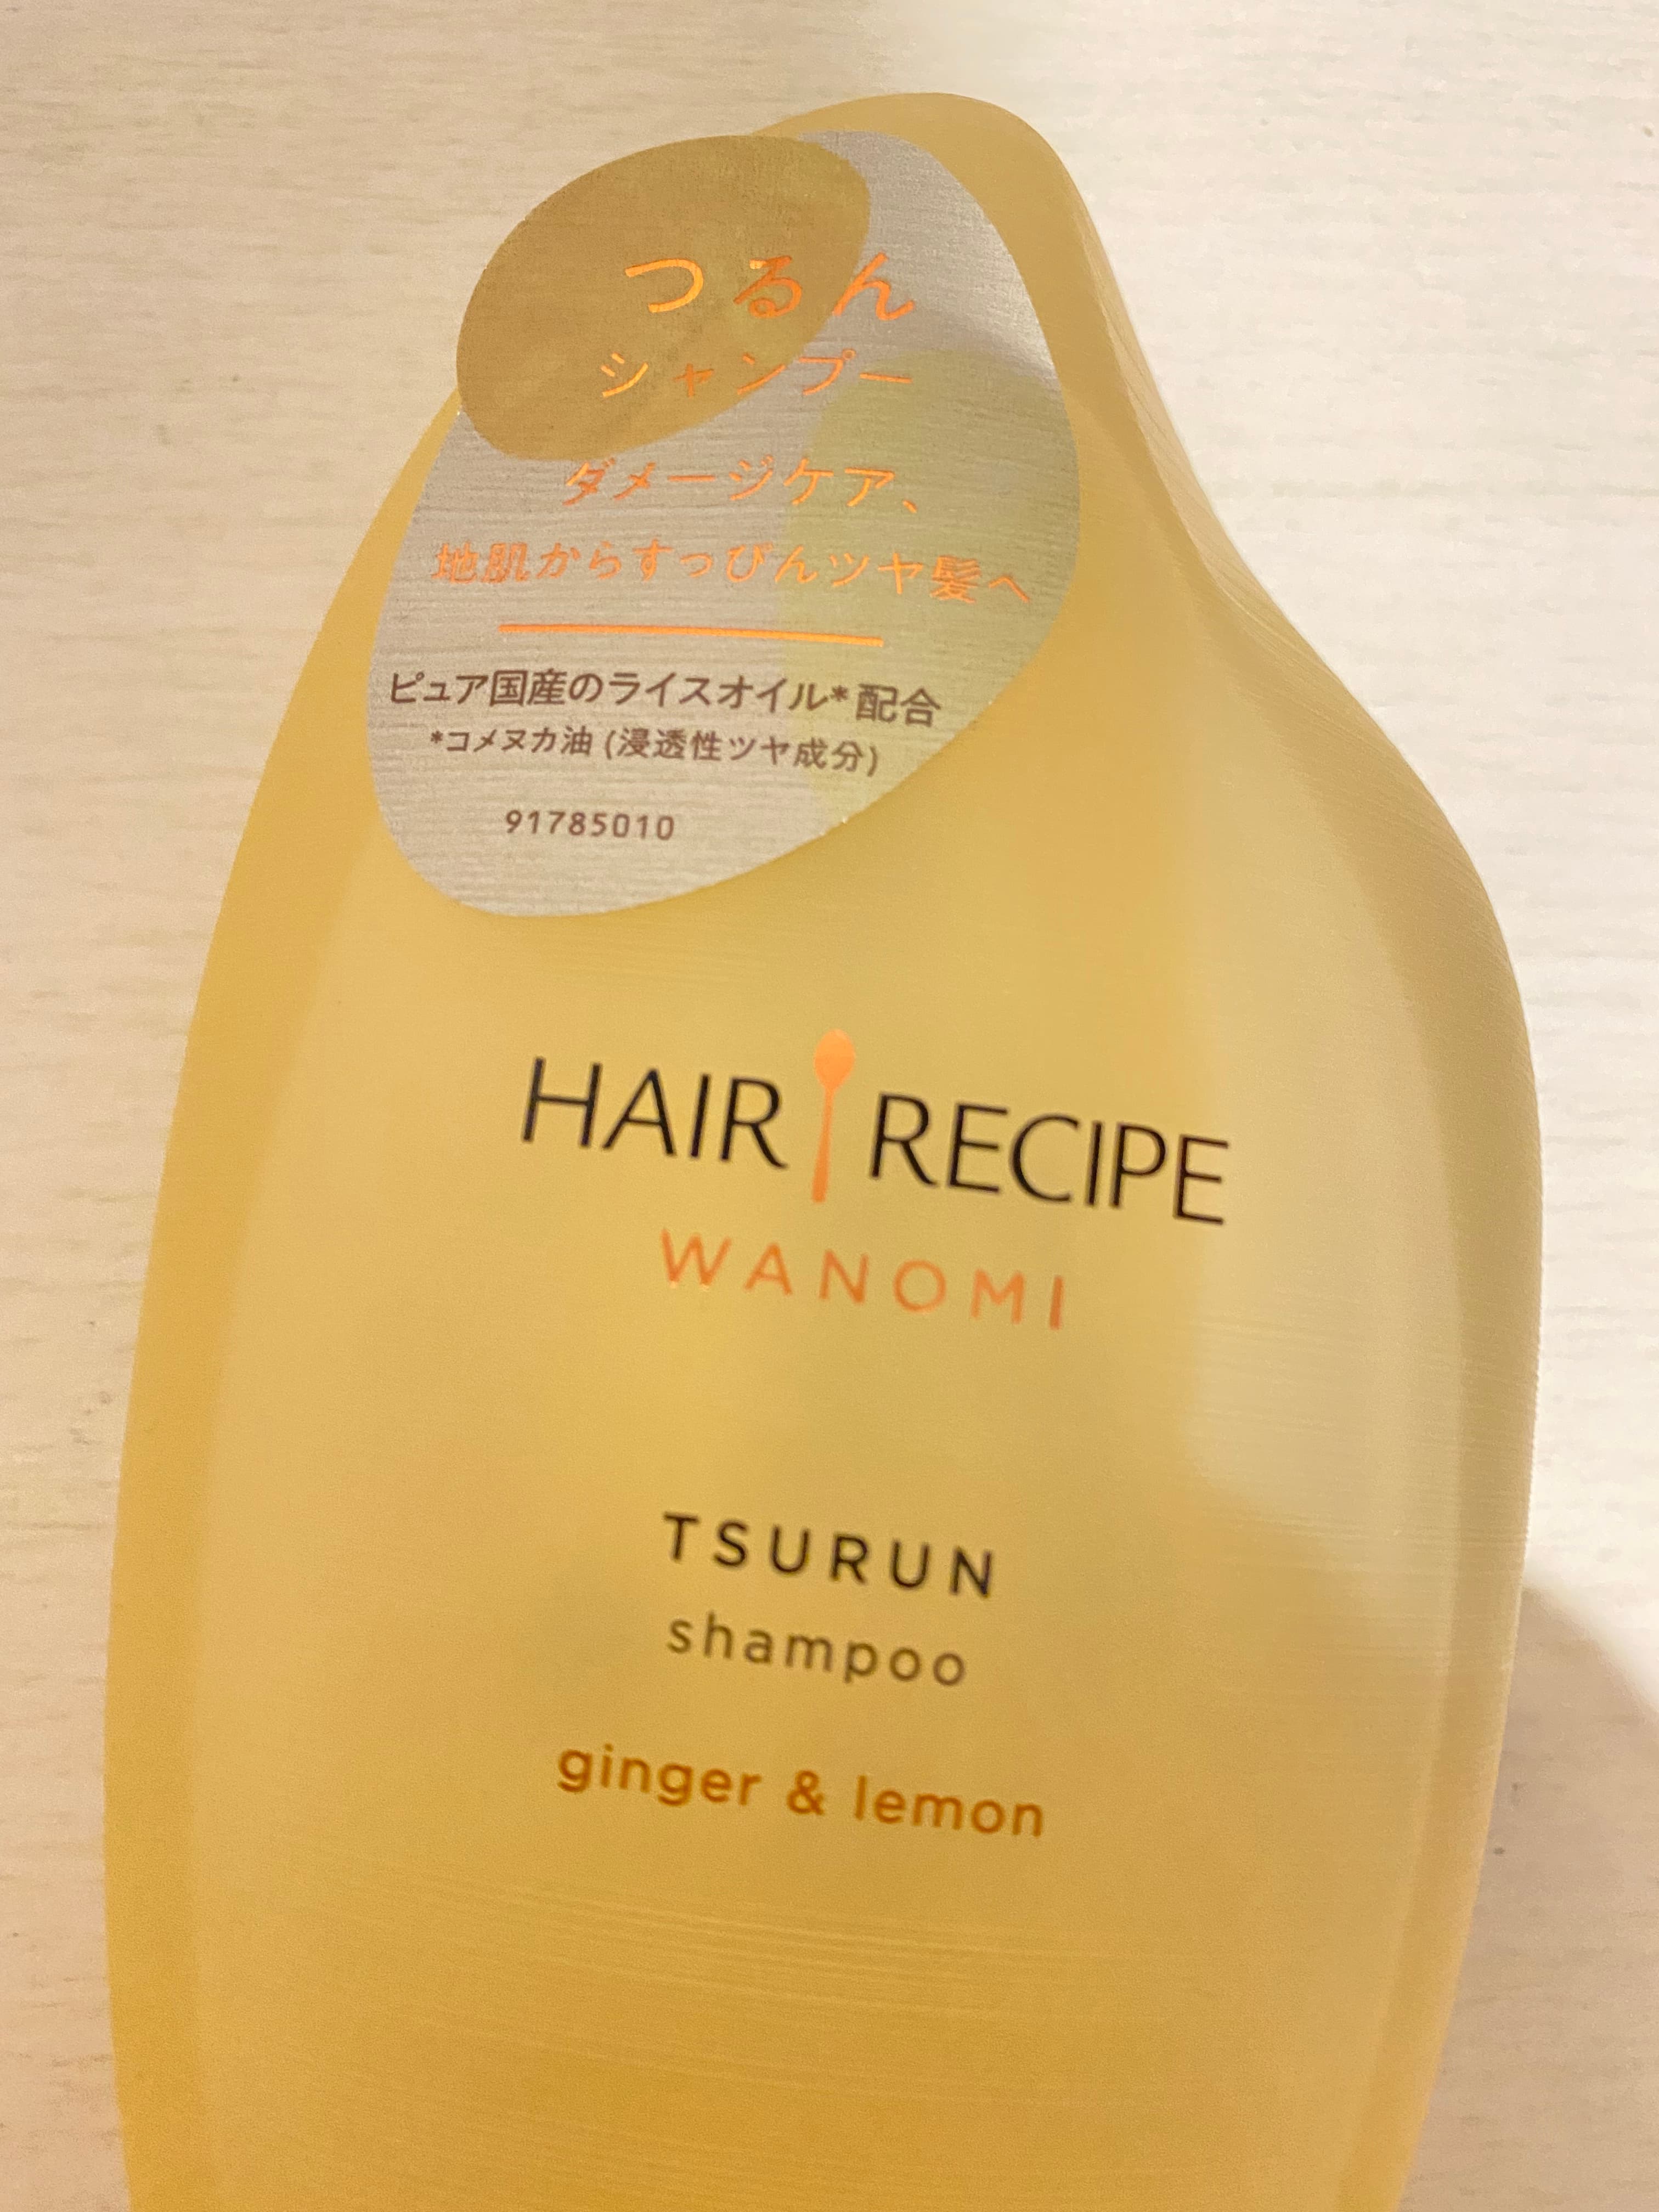 つるん
シャンプー
ダメージケア、
地肌からすっぴんツヤ髪へ
ピュア国産のライスオイル*配合
*コメヌカ油 (浸透性ツヤ成分)
91785010
HAIR RECIPE
WANOMI
TSURUN
shampoo
ginger & lemon